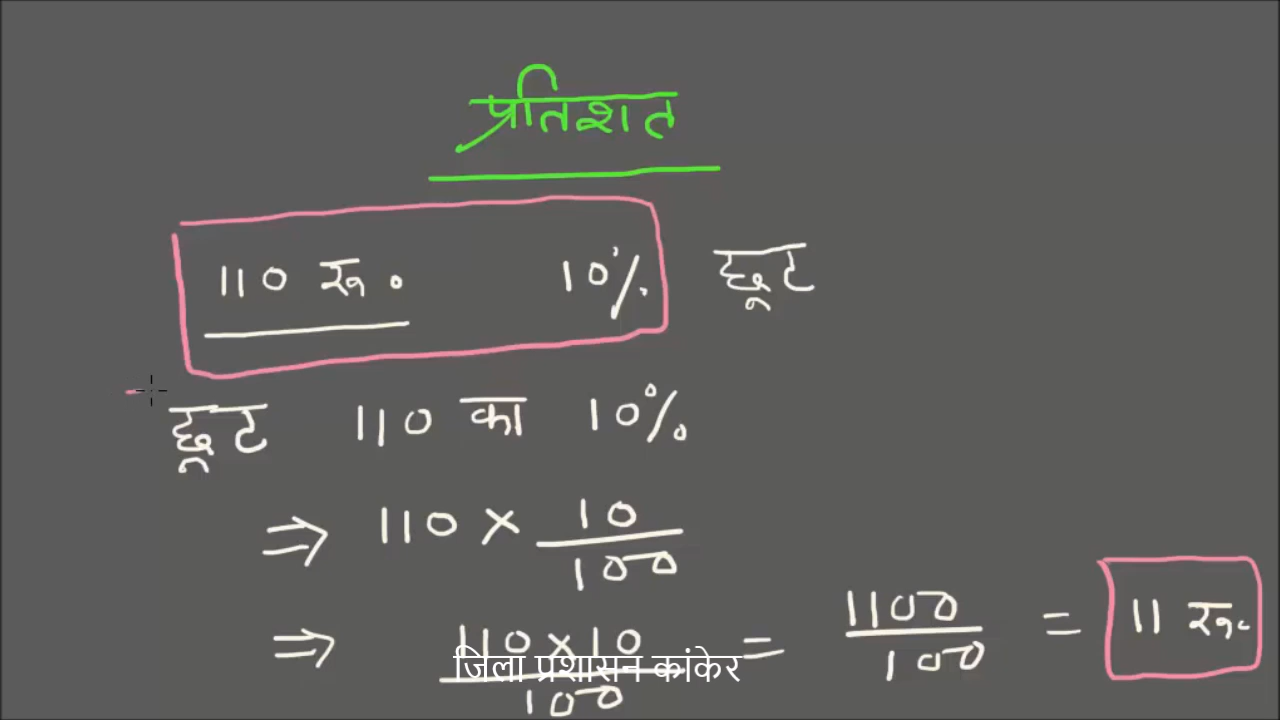 प्रतिशत
110 रू. 10% छूट
छूट 110 का 10%
⇒ 110 × 10/100
⇒ 110 × 10/100 = 1100/100 = 11 रू.
जिला प्रशासन कांकेर